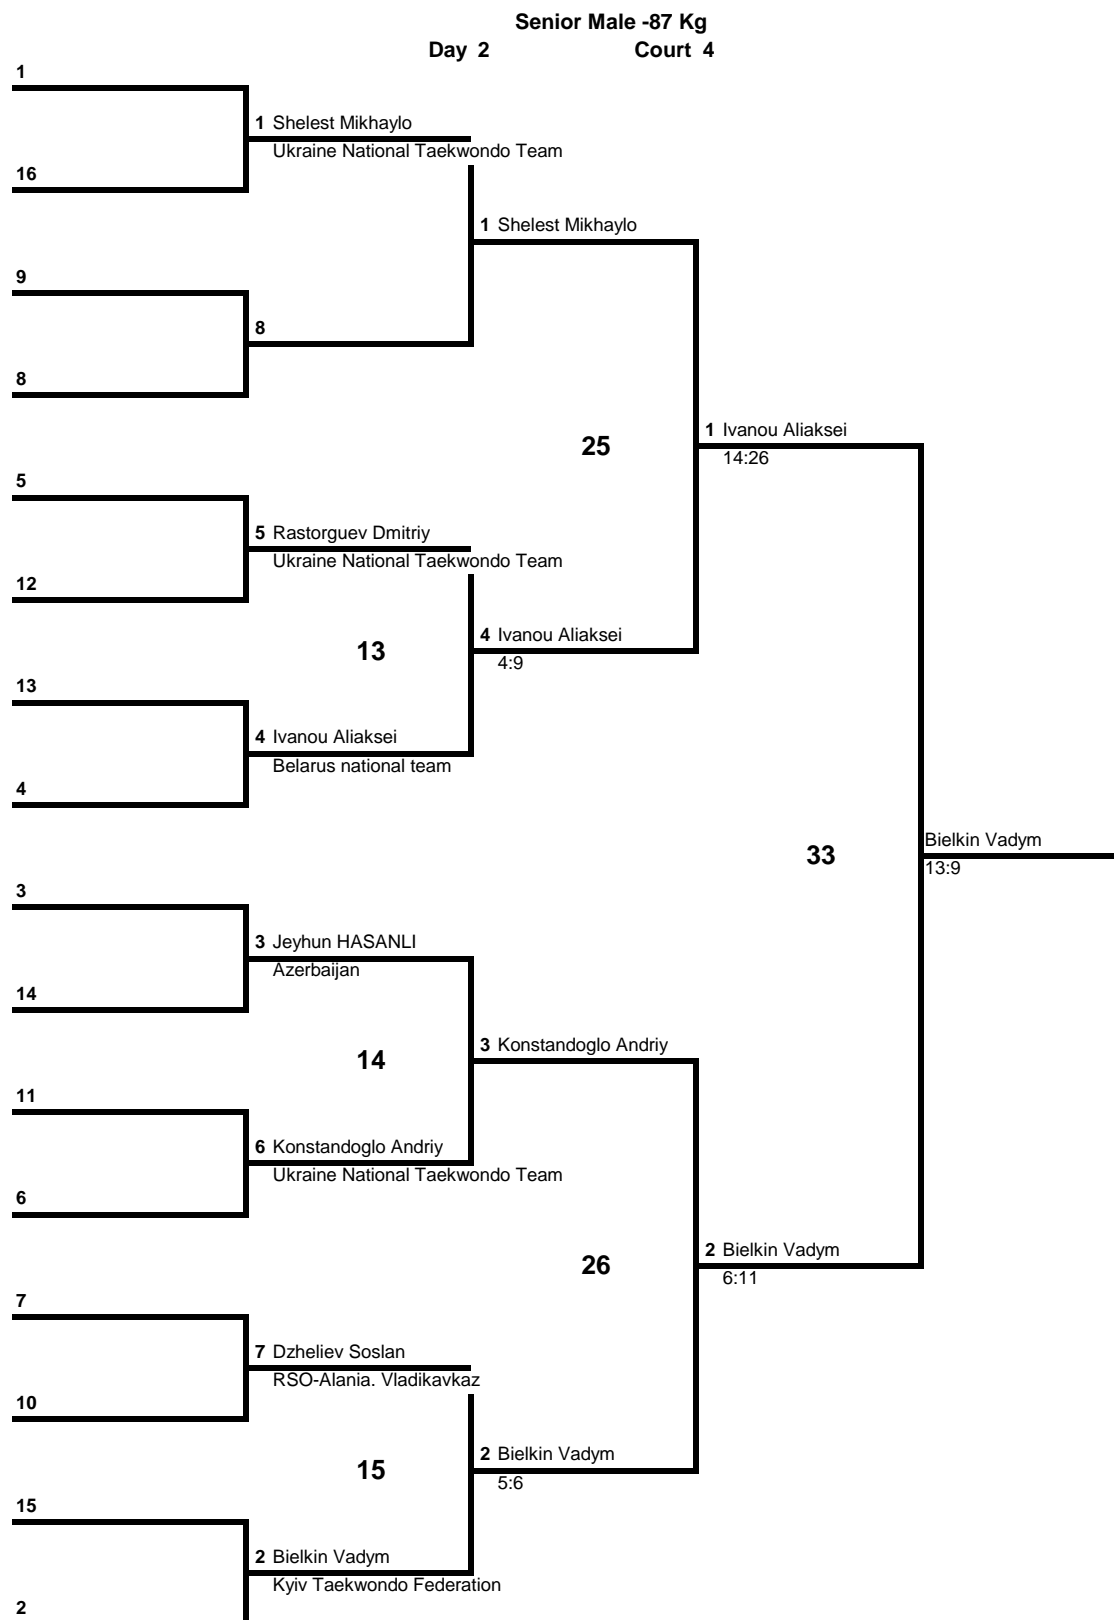 Senior Male -87 Kg
Day 2 Court 4
1
1 Shelest Mikhaylo
Ukraine National Taekwondo Team
16
1 Shelest Mikhaylo
9
8
8
1 Ivanou Aliaksei
25
14:26
5
5 Rastorguev Dmitriy
Ukraine National Taekwondo Team
12
4 Ivanou Aliaksei
13
4:9
13
4 Ivanou Aliaksei
Belarus national team
4
Bielkin Vadym
33
13:9
3
3 Jeyhun HASANLI
Azerbaijan
14
3 Konstandoglo Andriy
14
11
6 Konstandoglo Andriy
Ukraine National Taekwondo Team
6
2 Bielkin Vadym
26
6:11
7
7 Dzheliev Soslan
RSO-Alania. Vladikavkaz
10
2 Bielkin Vadym
15
5:6
15
2 Bielkin Vadym
Kyiv Taekwondo Federation
2